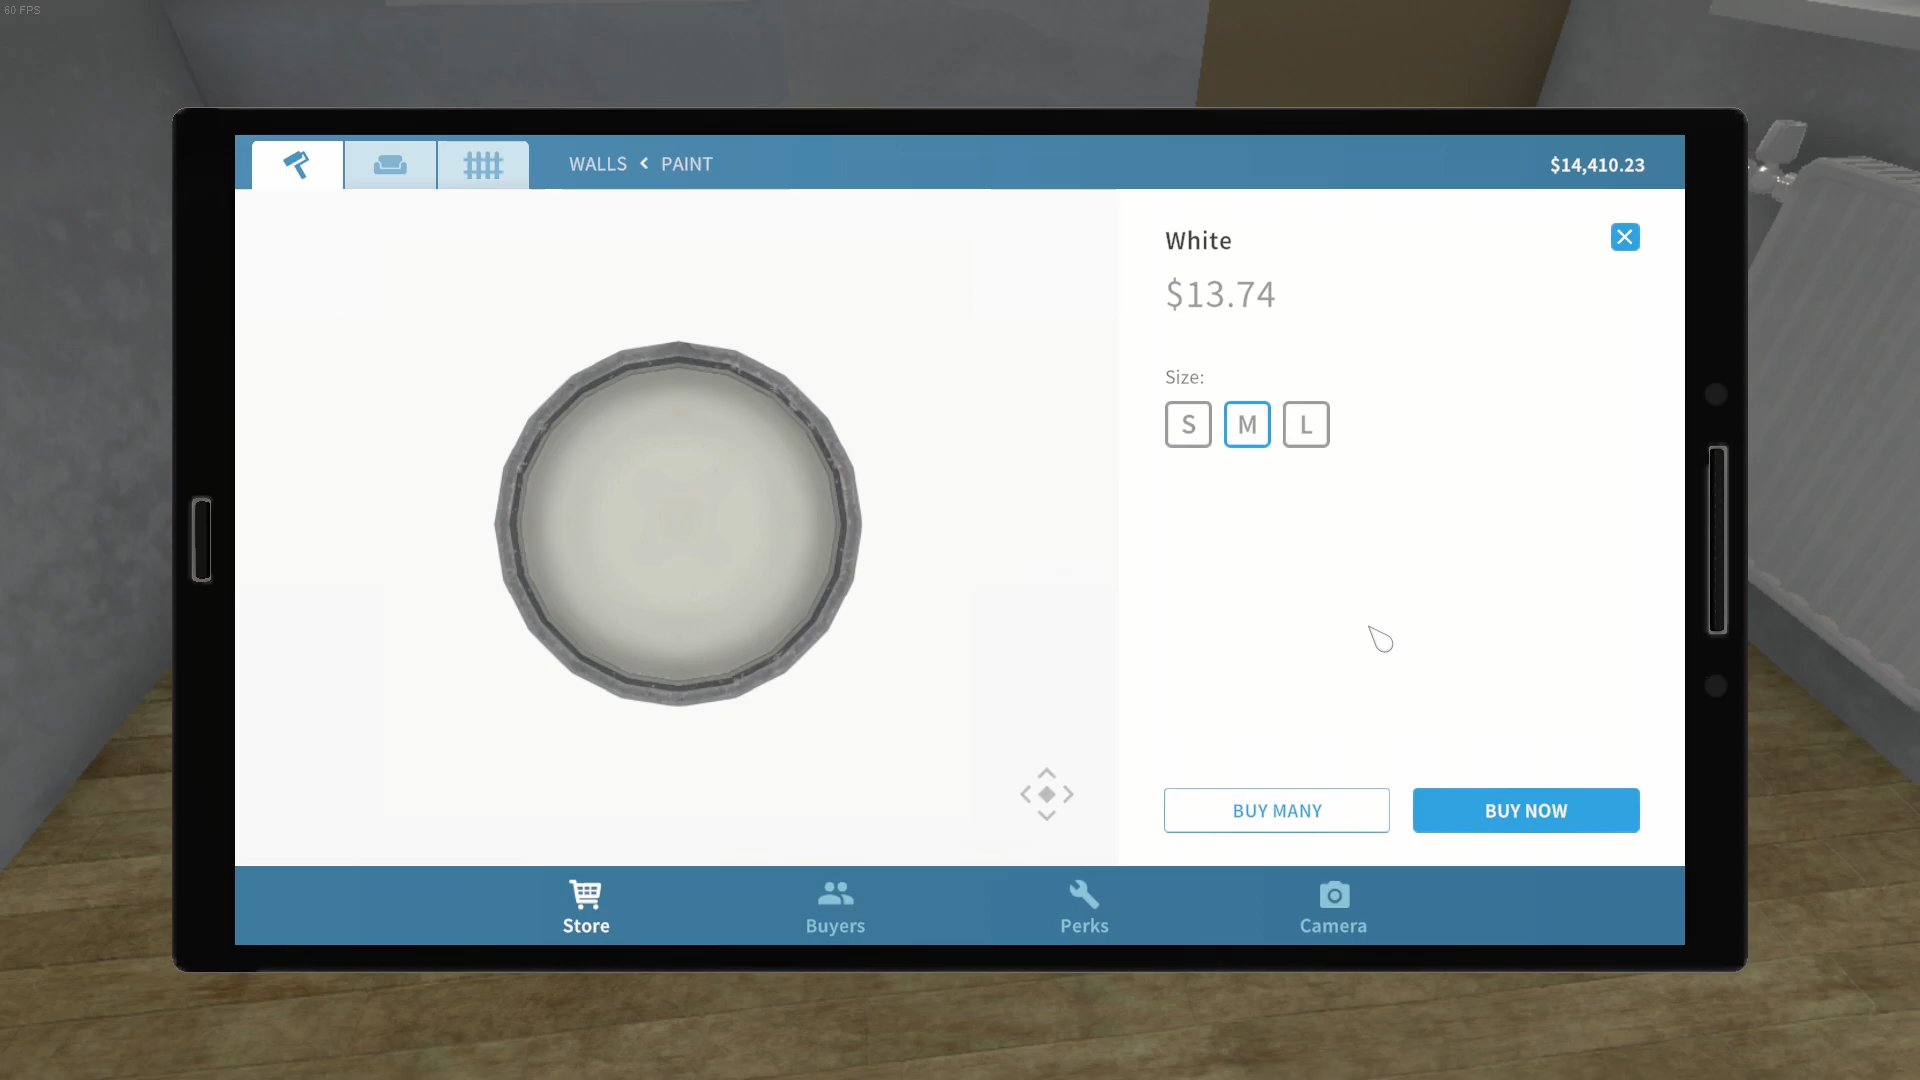 60 FPS
WALLS < PAINT
$14,410.23
White
$13.74
Size:
S M L
BUY MANY
BUY NOW
Store
Buyers
Perks
Camera